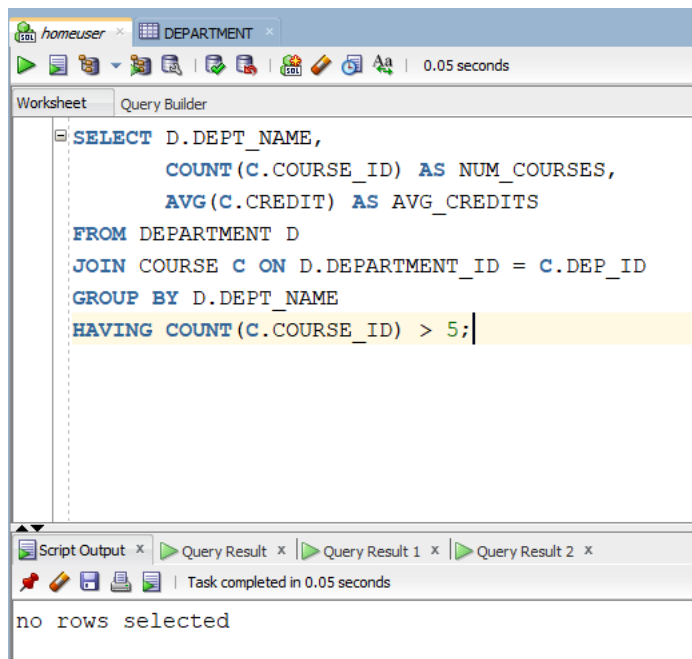 homeuser × DEPARTMENT ×
0.05 seconds
Worksheet Query Builder
SELECT D.DEPT_NAME,
COUNT(C.COURSE_ID) AS NUM_COURSES,
AVG(C.CREDIT) AS AVG_CREDITS
FROM DEPARTMENT D
JOIN COURSE C ON D.DEPARTMENT_ID = C.DEP_ID
GROUP BY D.DEPT_NAME
HAVING COUNT(C.COURSE_ID) > 5;
Script Output x Query Result x Query Result 1 x Query Result 2 x
Task completed in 0.05 seconds
no rows selected